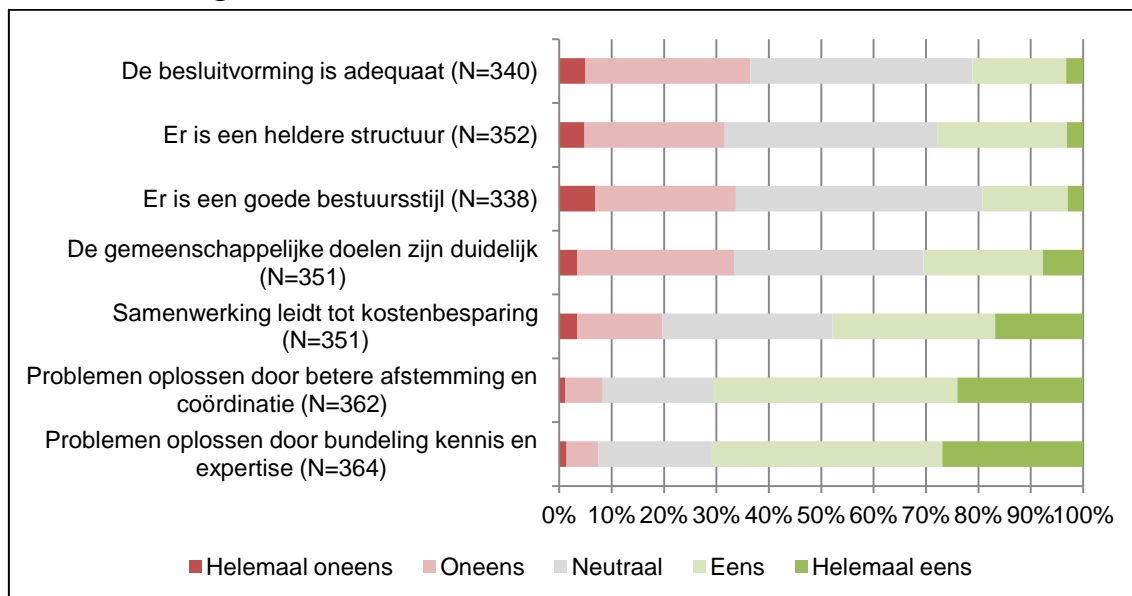 De besluitvorming is adequaat (N=340)
Er is een heldere structuur (N=352)
Er is een goede bestuursstijl (N=338)
De gemeenschappelijke doelen zijn duidelijk
(N=351)
Samenwerking leidt tot kostenbesparing
(N=351)
Problemen oplossen door betere afstemming en
coördinatie (N=362)
Problemen oplossen door bundeling kennis en
expertise (N=364)
0% 10% 20% 30% 40% 50% 60% 70% 80% 90% 100%
Helemaal oneens Oneens Neutraal Eens Helemaal eens